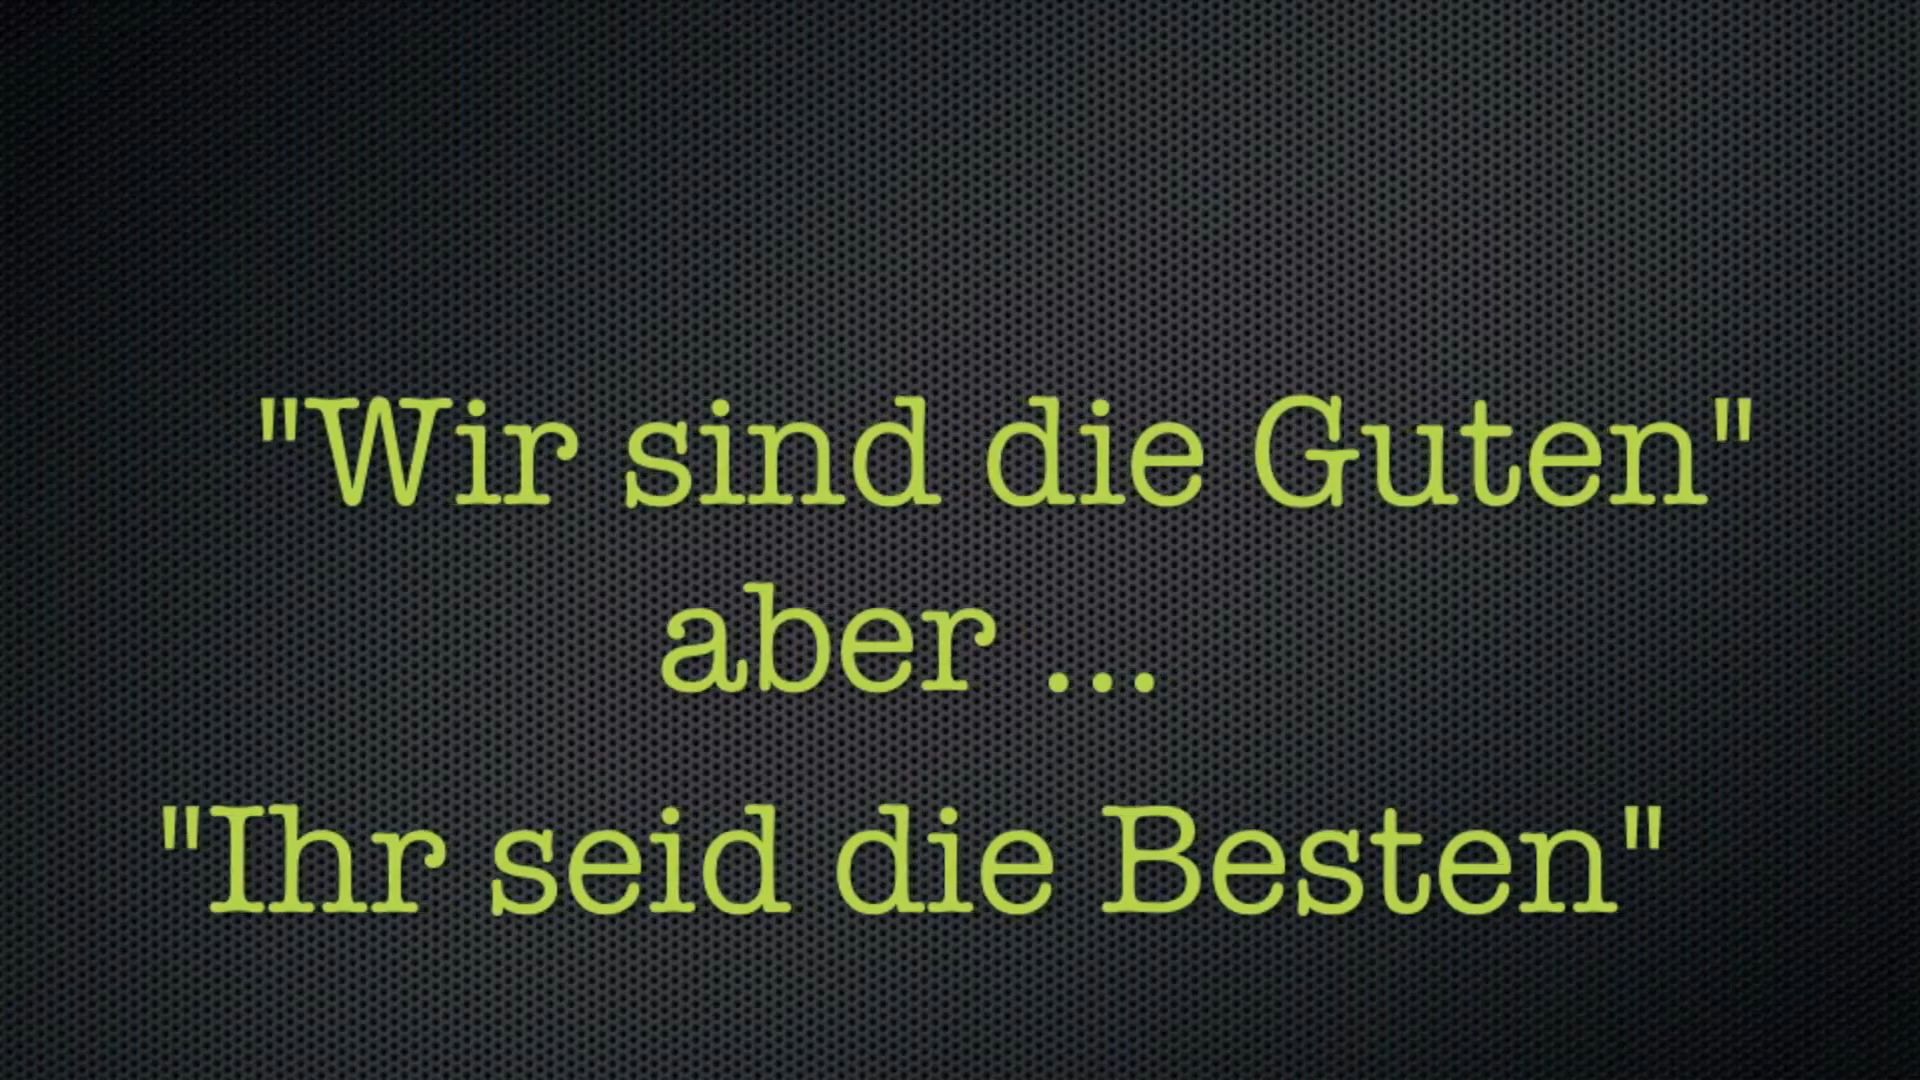 "Wir sind die Guten"
aber ...
"Ihr seid die Besten"